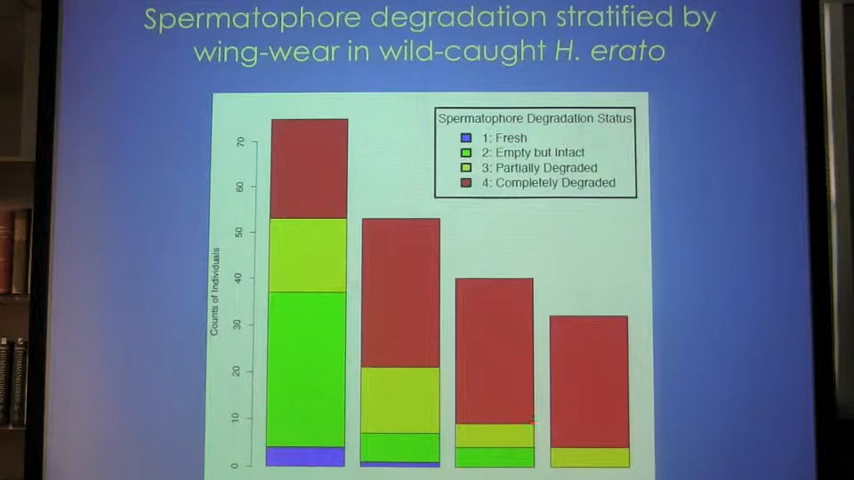 Spermatophore degradation stratified by
wing-wear in wild-caught H. erato
Spermatophore Degradation Status
1: Fresh
2: Empty but Intact
3: Partially Degraded
4: Completely Degraded
Counts of Individuals
70
60
50
40
30
20
10
0